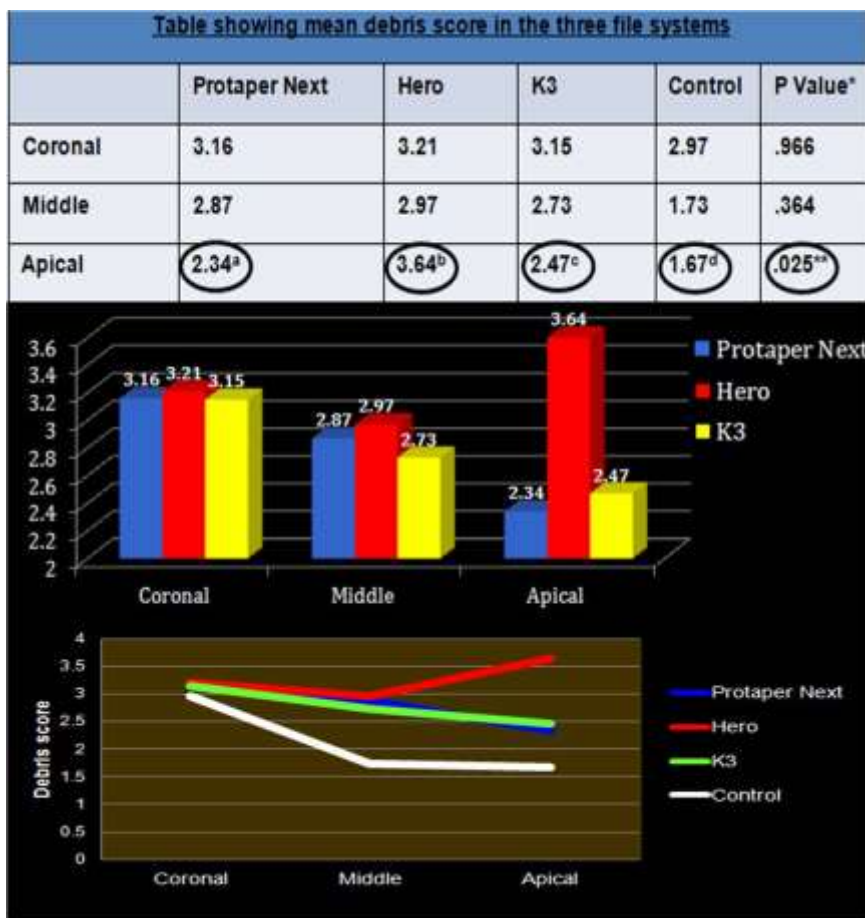 Table showing mean debris score in the three file systems
Protaper Next Hero K3 Control P Value*
Coronal 3.16 3.21 3.15 2.97 .966
Middle 2.87 2.97 2.73 1.73 .364
Apical 2.34ᵃ 3.64ᵇ 2.47ᶜ 1.67ᵈ .025**
3.6
3.4
3.2
3
2.8
2.6
2.4
2.2
2
3.16 3.21 3.15
2.87 2.97 2.73
2.34 3.64 2.47
Coronal Middle Apical
Protaper Next
Hero
K3
Debris score
4
3.5
3
2.5
2
1.5
1
0.5
0
Coronal Middle Apical
Protaper Next
Hero
K3
Control